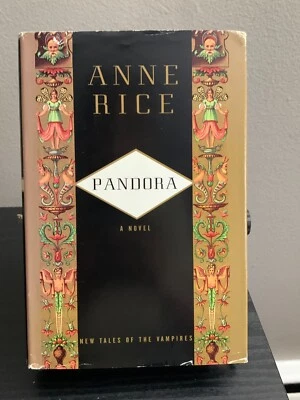 ANNE
RICE
PANDORA
A NOVEL
NEW TALES OF THE VAMPIRES